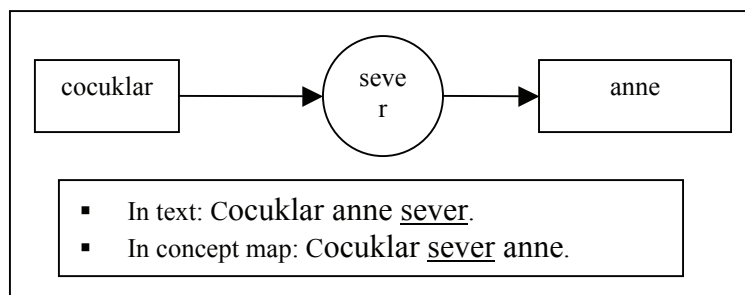 cocuklar
seve
r
anne
▪ In text: Cocuklar anne sever.
▪ In concept map: Cocuklar sever anne.